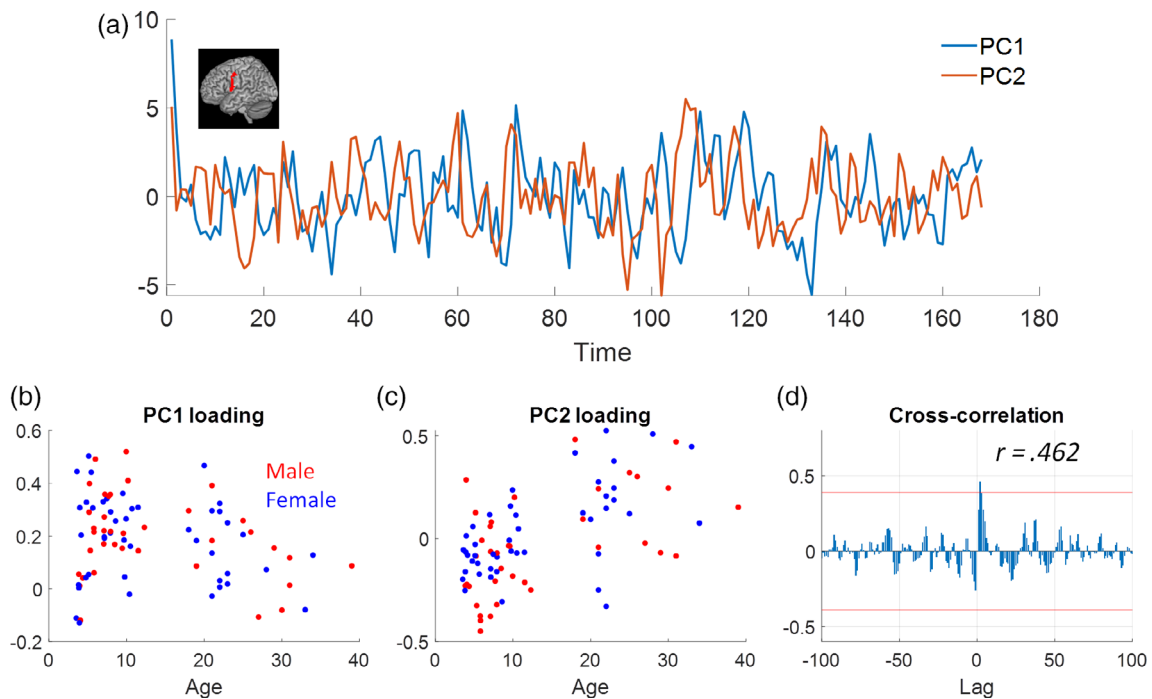 (a)
10
5
0
-5
PC1
PC2
0 20 40 60 80 100 120 140 160 180
Time
(b)
PC1 loading
0.6
0.4
0.2
0
-0.2
Male
Female
0 10 20 30 40
Age
(c)
PC2 loading
0.5
0
-0.5
0 10 20 30 40
Age
(d)
Cross-correlation
r = .462
0.5
0
-0.5
-100 -50 0 50 100
Lag